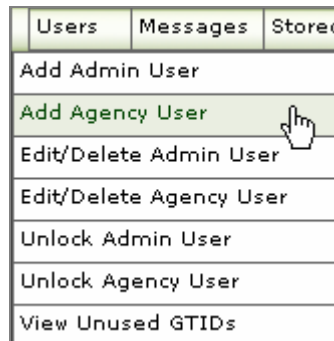 Users Messages Stored
Add Admin User
Add Agency User
Edit/Delete Admin User
Edit/Delete Agency User
Unlock Admin User
Unlock Agency User
View Unused GTIDs